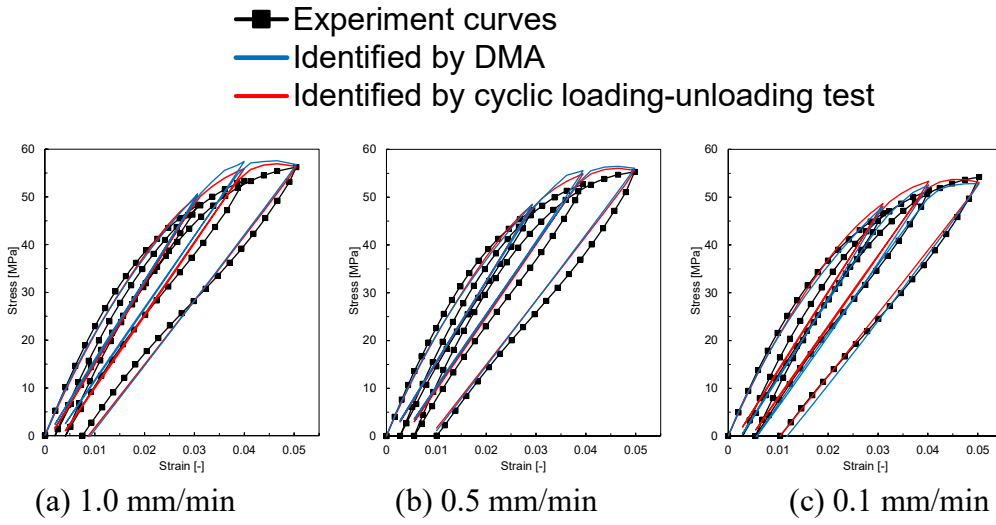 Experiment curves
Identified by DMA
Identified by cyclic loading-unloading test
60
50
40
30
20
10
0
Stress [MPa]
0 0.01 0.02 0.03 0.04 0.05
Strain [-]
60
50
40
30
20
10
0
Stress [MPa]
0 0.01 0.02 0.03 0.04 0.05
Strain [-]
60
50
40
30
20
10
0
Stress [MPa]
0 0.01 0.02 0.03 0.04 0.05
Strain [-]
(a) 1.0 mm/min
(b) 0.5 mm/min
(c) 0.1 mm/min